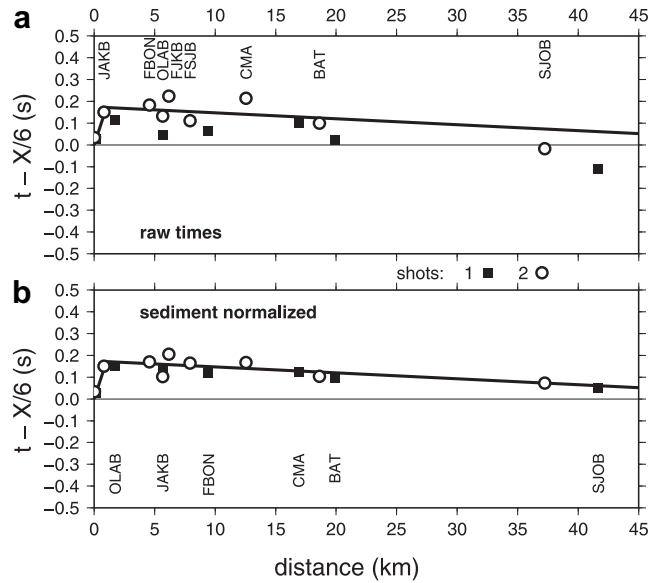 a
0 5 10 15 20 25 30 35 40 45
0.5
0.4
0.3
0.2
0.1
0.0
−0.1
−0.2
−0.3
−0.4
−0.5
t − X/6 (s)
JAKB
FBON
OLAB
FJKB
FSJB
CMA
BAT
SJOB
raw times
shots: 1 2
b
0.5
0.4
0.3
0.2
0.1
0.0
−0.1
−0.2
−0.3
−0.4
−0.5
t − X/6 (s)
sediment normalized
OLAB
JAKB
FBON
CMA
BAT
SJOB
0 5 10 15 20 25 30 35 40 45
distance (km)